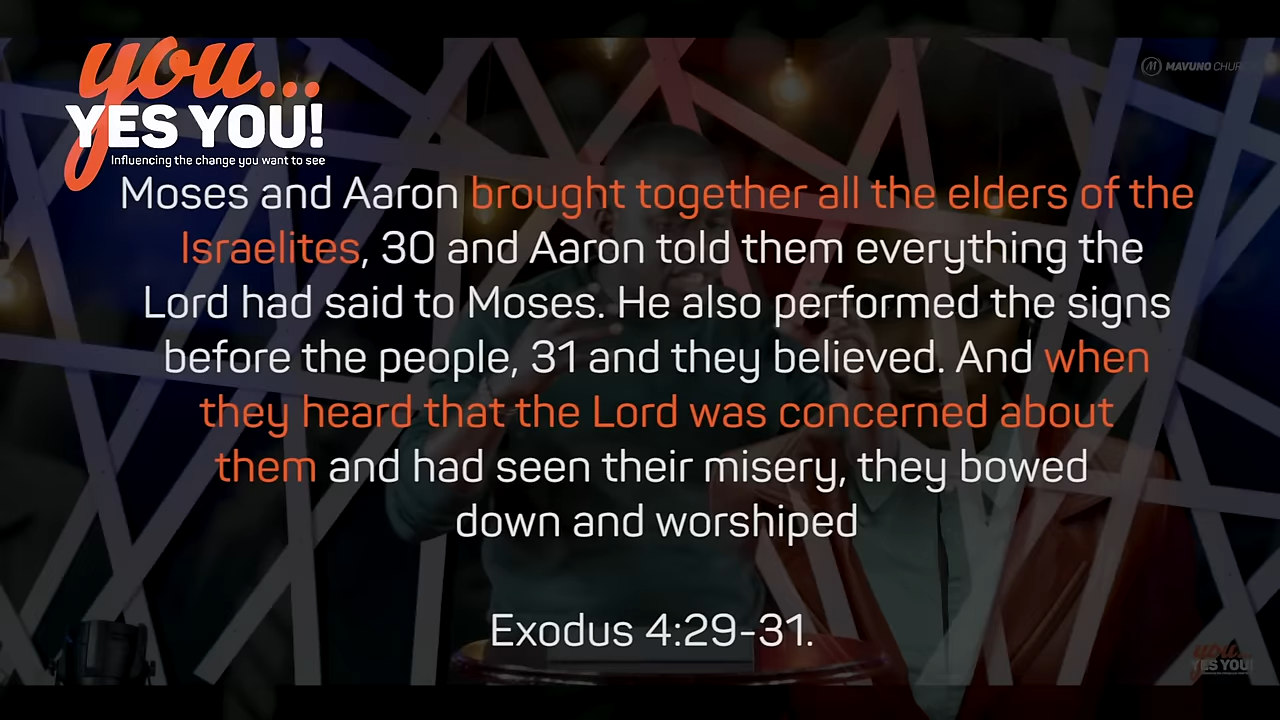 you...
YES YOU!
Influencing the change you want to see
MAVUNO CHURCH
Moses and Aaron brought together all the elders of the
Israelites, 30 and Aaron told them everything the
Lord had said to Moses. He also performed the signs
before the people, 31 and they believed. And when
they heard that the Lord was concerned about
them and had seen their misery, they bowed
down and worshiped
Exodus 4:29-31.
you...
YES YOU!